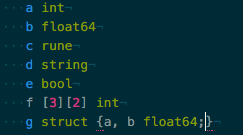 a int¬
b float64¬
c rune¬
d string¬
e bool¬
f [3][2] int¬
g struct {a, b float64;}